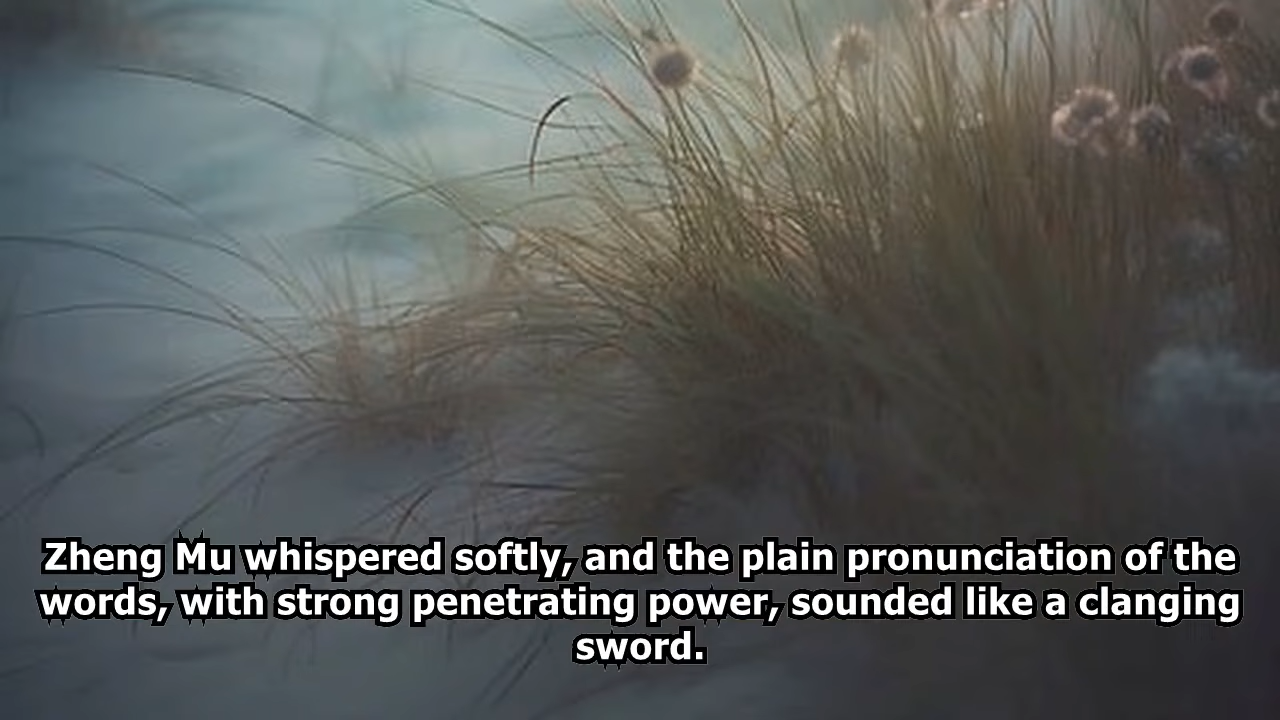 Zheng Mu whispered softly, and the plain pronunciation of the
words, with strong penetrating power, sounded like a clanging
sword.